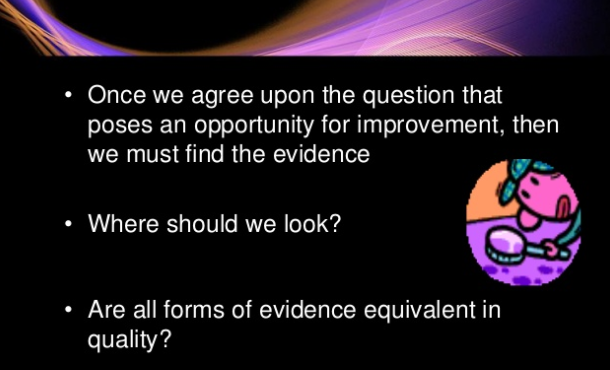 • Once we agree upon the question that
poses an opportunity for improvement, then
we must find the evidence
• Where should we look?
• Are all forms of evidence equivalent in
quality?